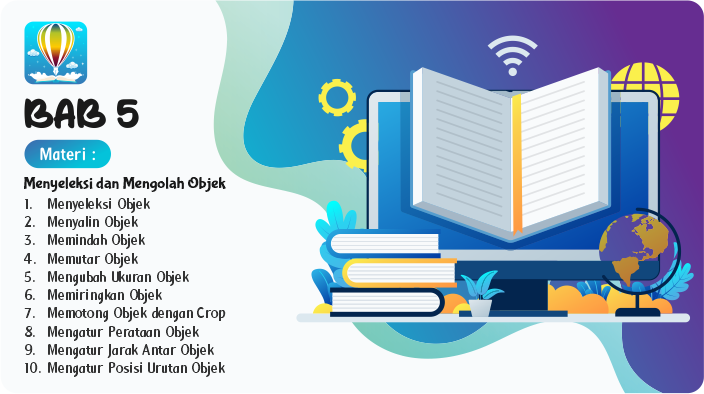 BAB 5
Materi :
Menyeleksi dan Mengolah Objek
1. Menyeleksi Objek
2. Menyalin Objek
3. Memindah Objek
4. Memutar Objek
5. Mengubah Ukuran Objek
6. Memiringkan Objek
7. Memotong Objek dengan Crop
8. Mengatur Perataan Objek
9. Mengatur Jarak Antar Objek
10. Mengatur Posisi Urutan Objek